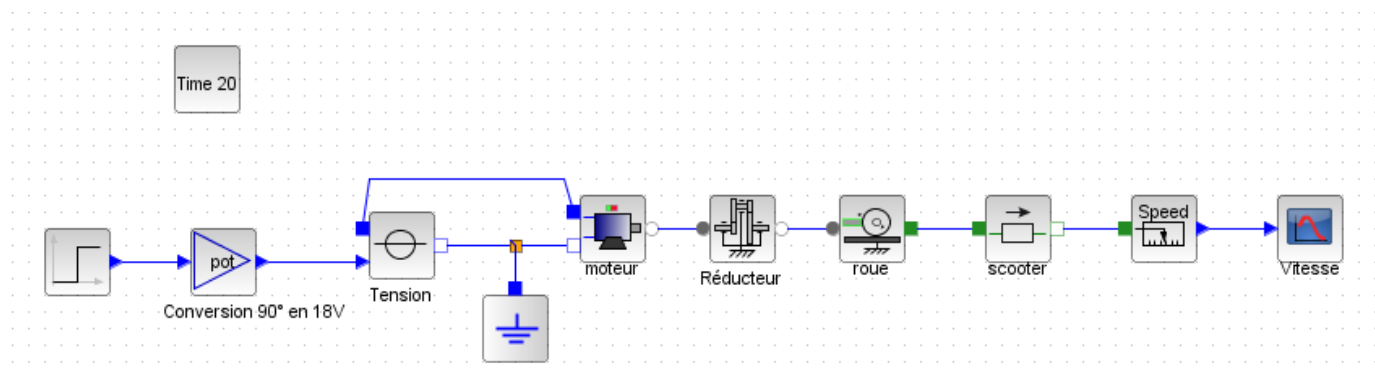 Time 20
pot
Conversion 90° en 18V
Tension
moteur
Réducteur
roue
scooter
Speed
Vitesse